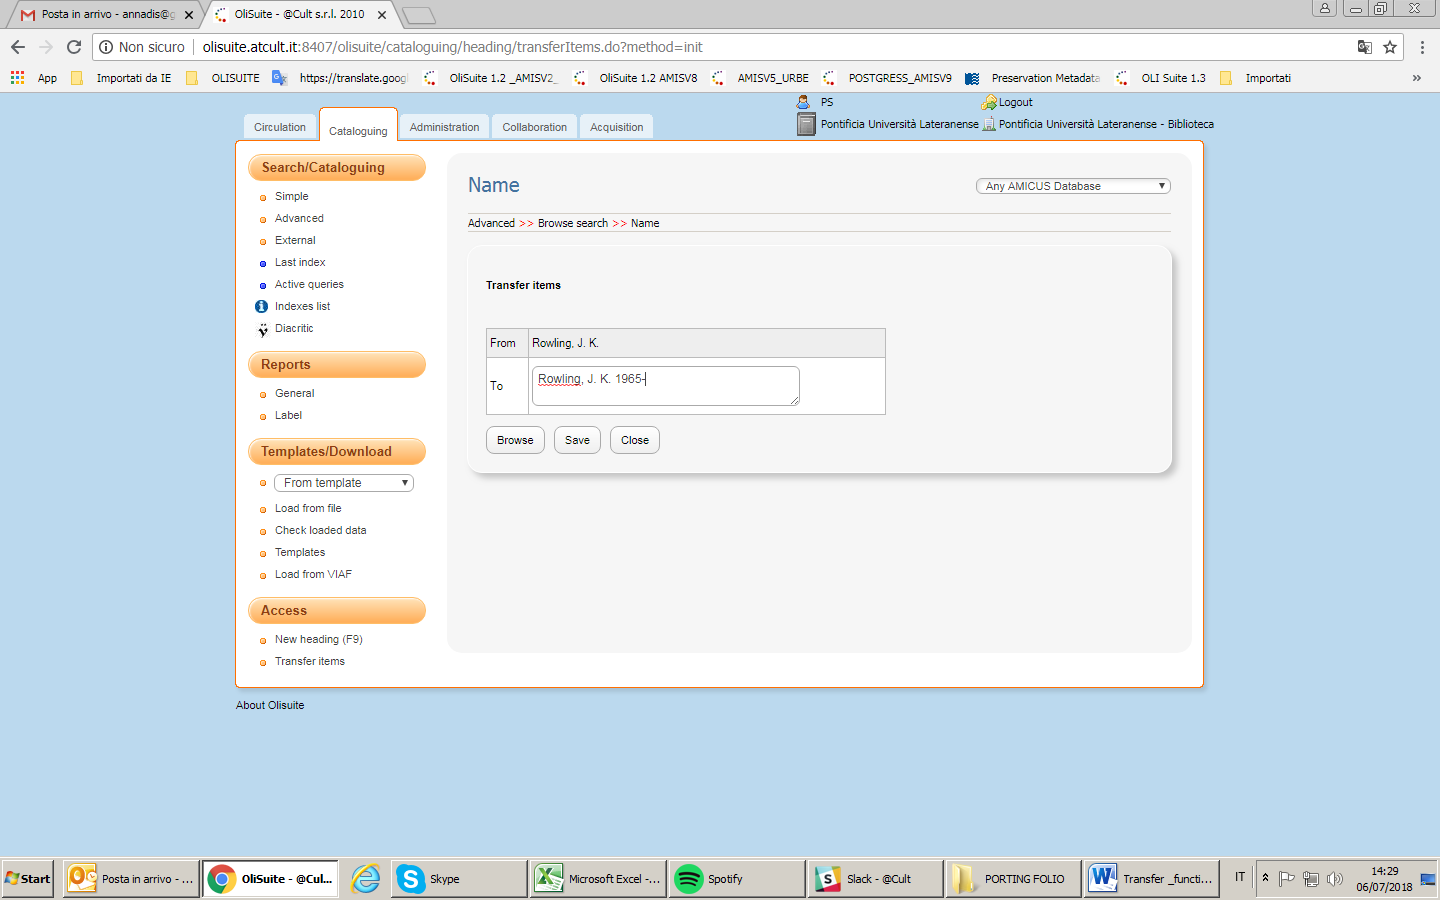 Posta in arrivo - annadis@g
OliSuite - @Cult s.r.l. 2010
Non sicuro
olisuite.atcult.it:8407/olisuite/cataloguing/heading/transferItems.do?method=init
App
Importati da IE
OLISUITE
https://translate.googl
OliSuite 1.2 _AMISV2_
OliSuite 1.2 AMISV8
AMISV5_URBE
POSTGRESS_AMISV9
Preservation Metadata
OLI Suite 1.3
Importati
»
PS
Logout
Pontificia Università Lateranense
Pontificia Università Lateranense - Biblioteca
Circulation
Cataloguing
Administration
Collaboration
Acquisition
Search/Cataloguing
Simple
Advanced
External
Last index
Active queries
Indexes list
Diacritic
Reports
General
Label
Templates/Download
From template
Load from file
Check loaded data
Templates
Load from VIAF
Access
New heading (F9)
Transfer items
Name
Any AMICUS Database
Advanced >> Browse search >> Name
Transfer items
From Rowling, J. K.
To Rowling, J. K. 1965-
Browse Save Close
About Olisuite
Start
Posta in arrivo - ...
OliSuite - @Cul...
Skype
Microsoft Excel -...
Spotify
Slack - @Cult
PORTING FOLIO
Transfer _functi...
IT
14:29
06/07/2018